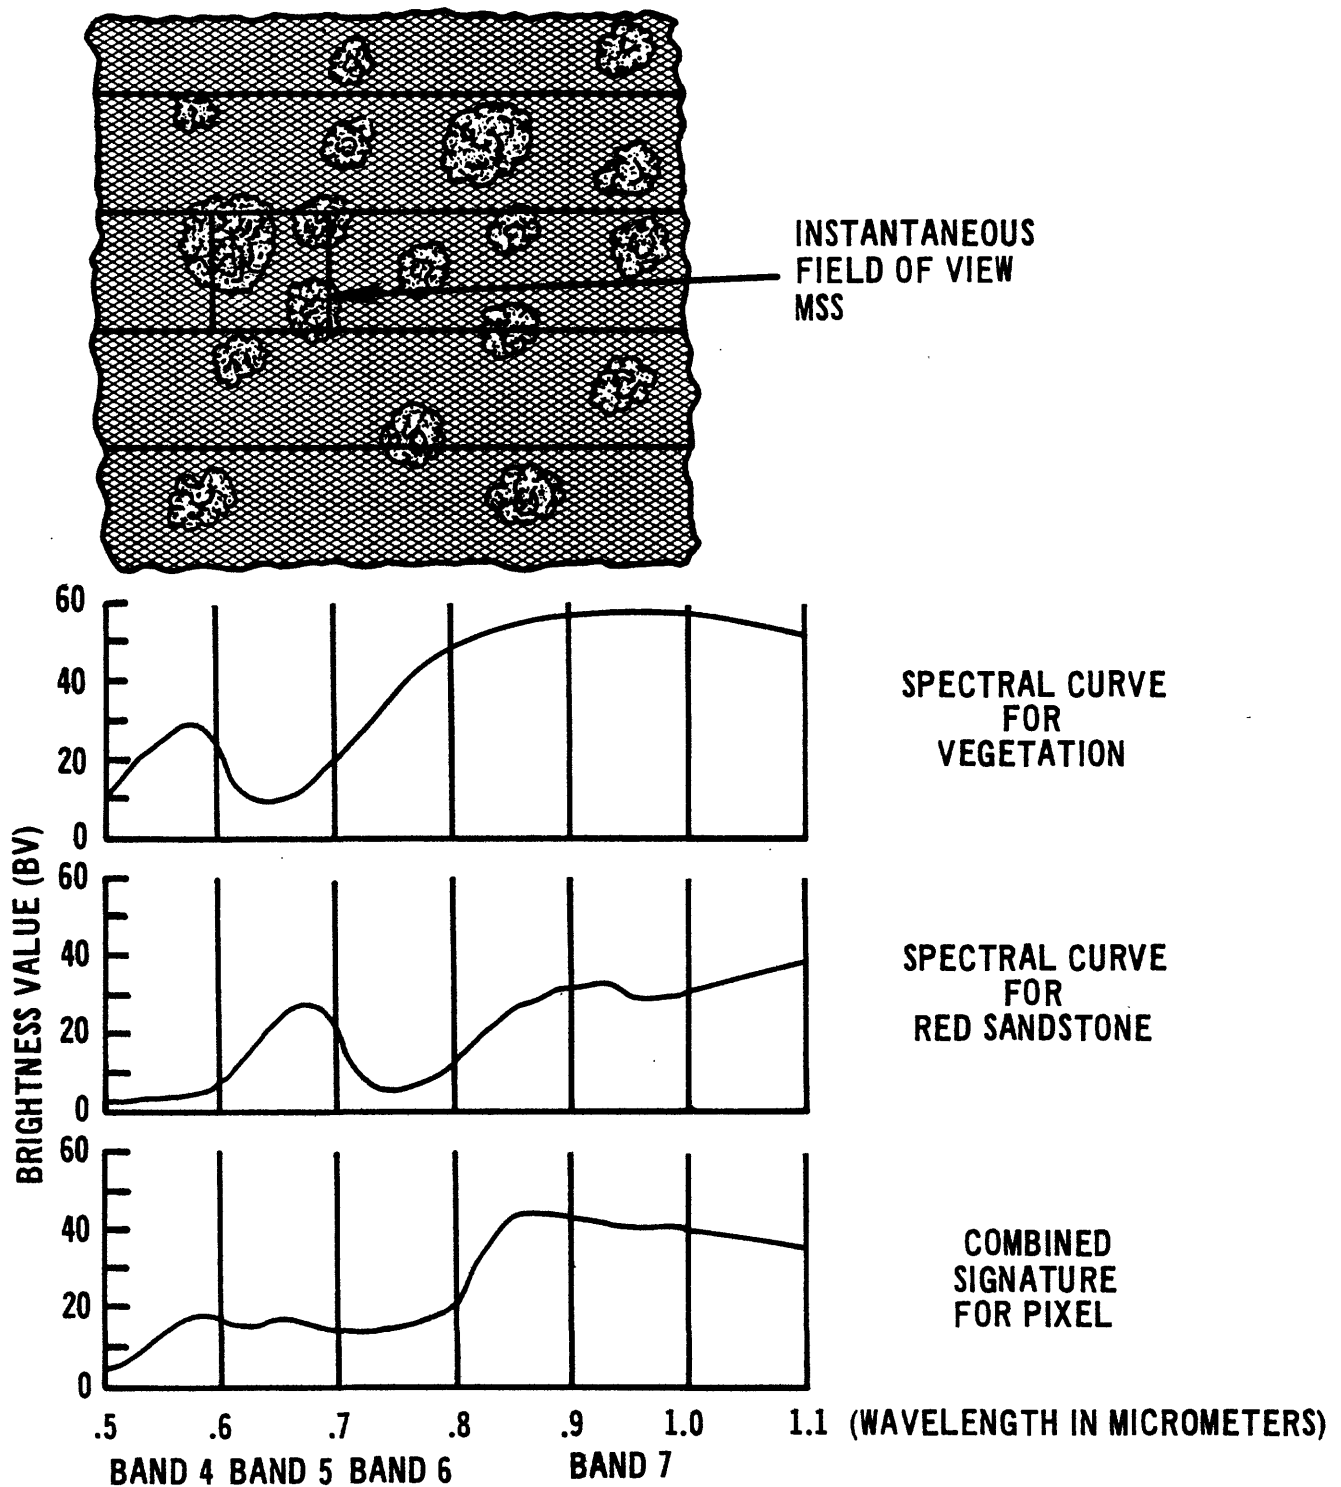 INSTANTANEOUS
FIELD OF VIEW
MSS
60
40
20
0
SPECTRAL CURVE
FOR
VEGETATION
BRIGHTNESS VALUE (BV)
60
40
20
0
SPECTRAL CURVE
FOR
RED SANDSTONE
60
40
20
0
COMBINED
SIGNATURE
FOR PIXEL
.5 .6 .7 .8 .9 1.0 1.1 (WAVELENGTH IN MICROMETERS)
BAND 4 BAND 5 BAND 6 BAND 7